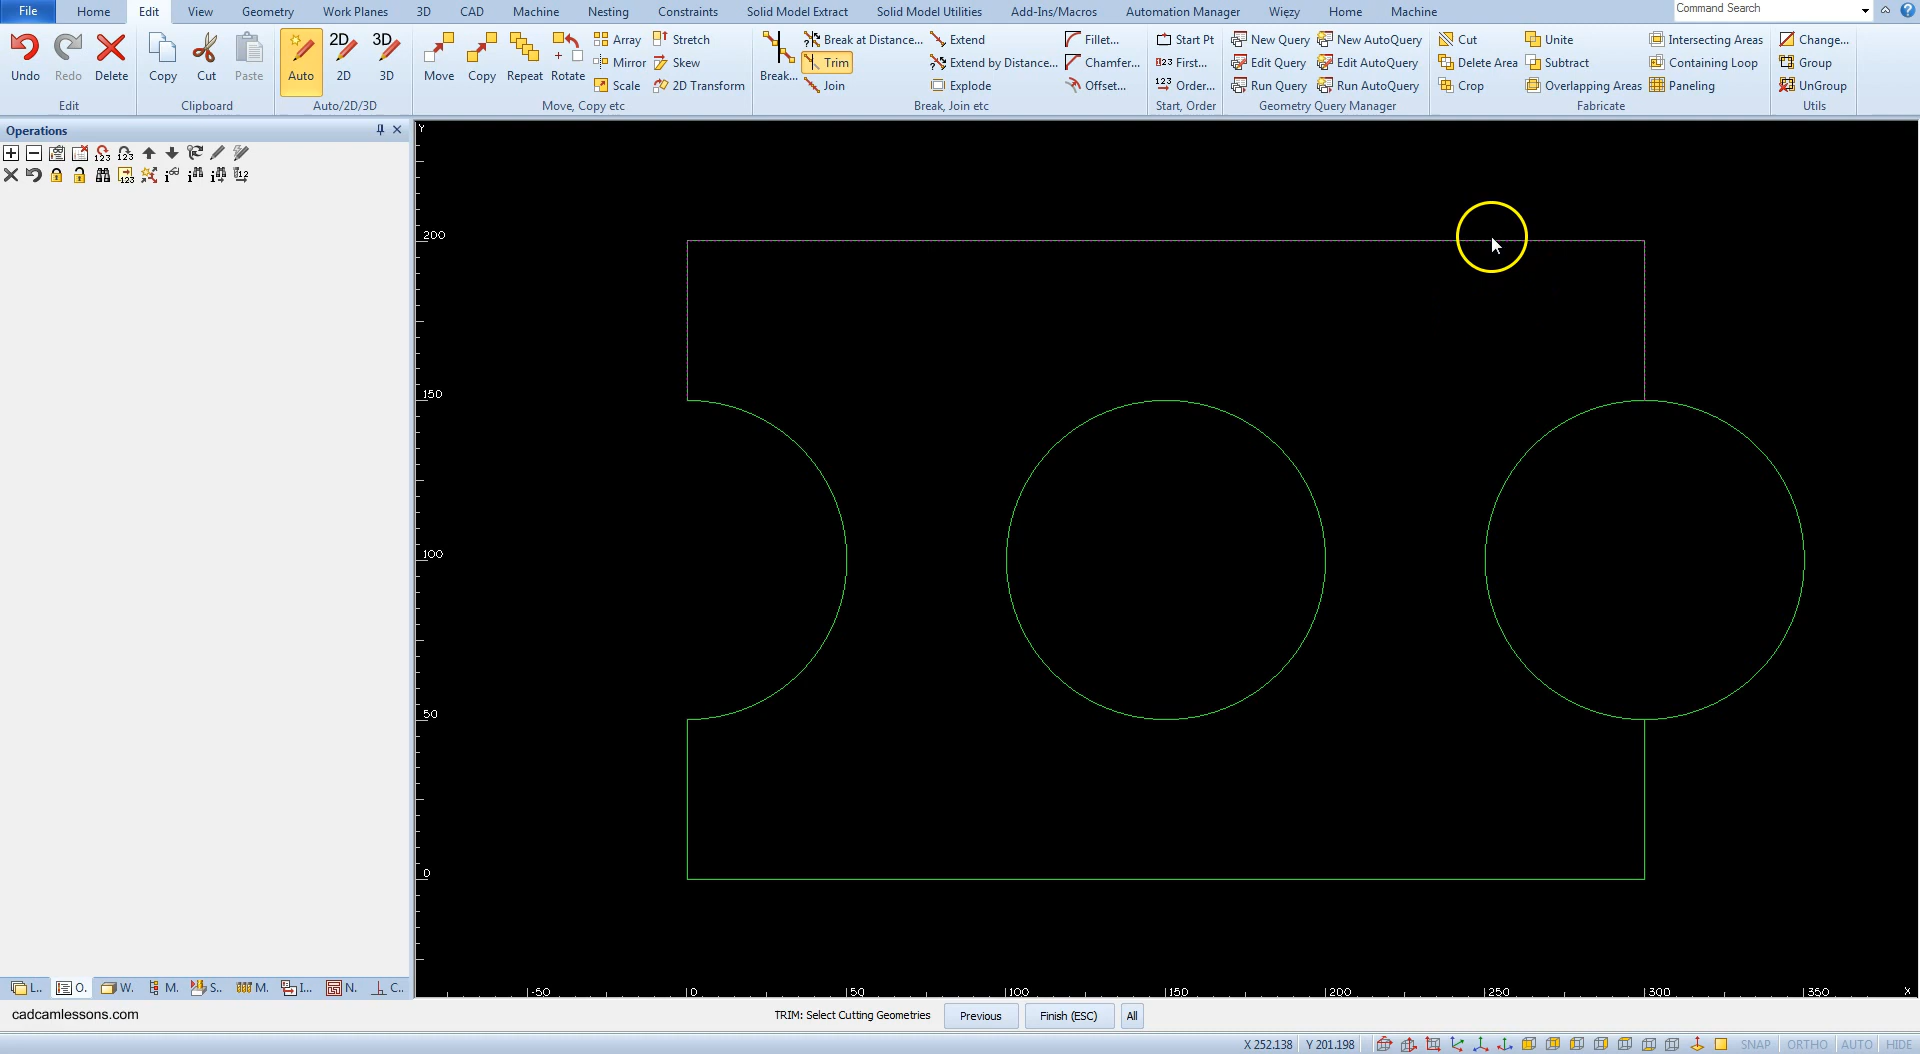 File Home Edit View Geometry Work Planes 3D CAD Machine Nesting Constraints Solid Model Extract Solid Model Utilities Add-Ins/Macros Automation Manager Więzy Home Machine Command Search
2D 3D Array Stretch Break at Distance... Extend Fillet... Start Pt New Query New AutoQuery Cut Unite Intersecting Areas Change...
Mirror Skew Trim Extend by Distance... Chamfer... 123 First... Edit Query Edit AutoQuery Delete Area Subtract Containing Loop Group
Undo Redo Delete Copy Cut Paste Auto 2D 3D Move Copy Repeat Rotate Break...
Scale 2D Transform Join Explode Offset... 123 Order... Run Query Run AutoQuery Crop Overlapping Areas Paneling UnGroup
Edit Clipboard Auto/2D/3D Move, Copy etc Break, Join etc Start, Order Geometry Query Manager Fabricate Utils
Operations
Y
200
150
100
50
0
-50 0 50 100 150 200 250 300 350 X
L.. O. W. M. S.. M. I... N. C..
cadcamlessons.com TRIM: Select Cutting Geometries Previous Finish (ESC) All
X 252.138 Y 201.198 SNAP ORTHO AUTO HIDE